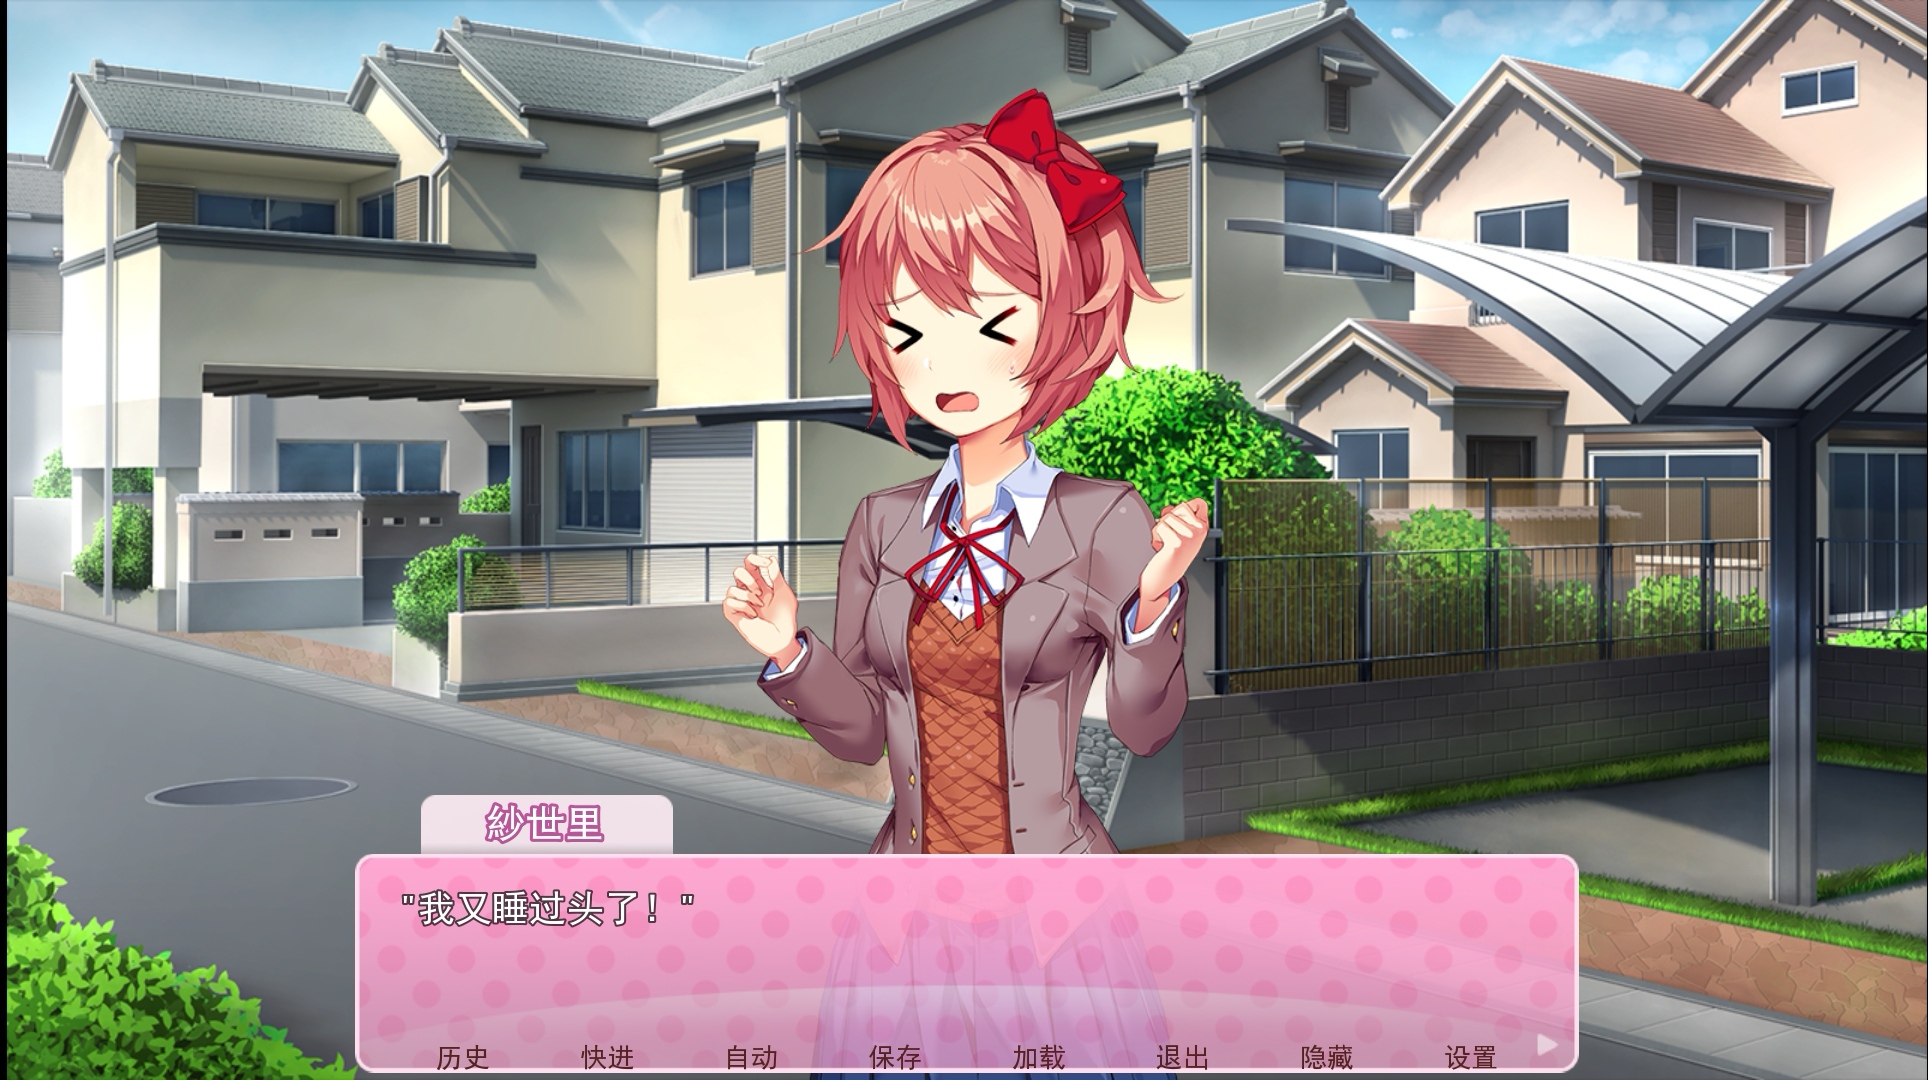 紗世里
"我又睡过头了！"
历史 快进 自动 保存 加载 退出 隐藏 设置